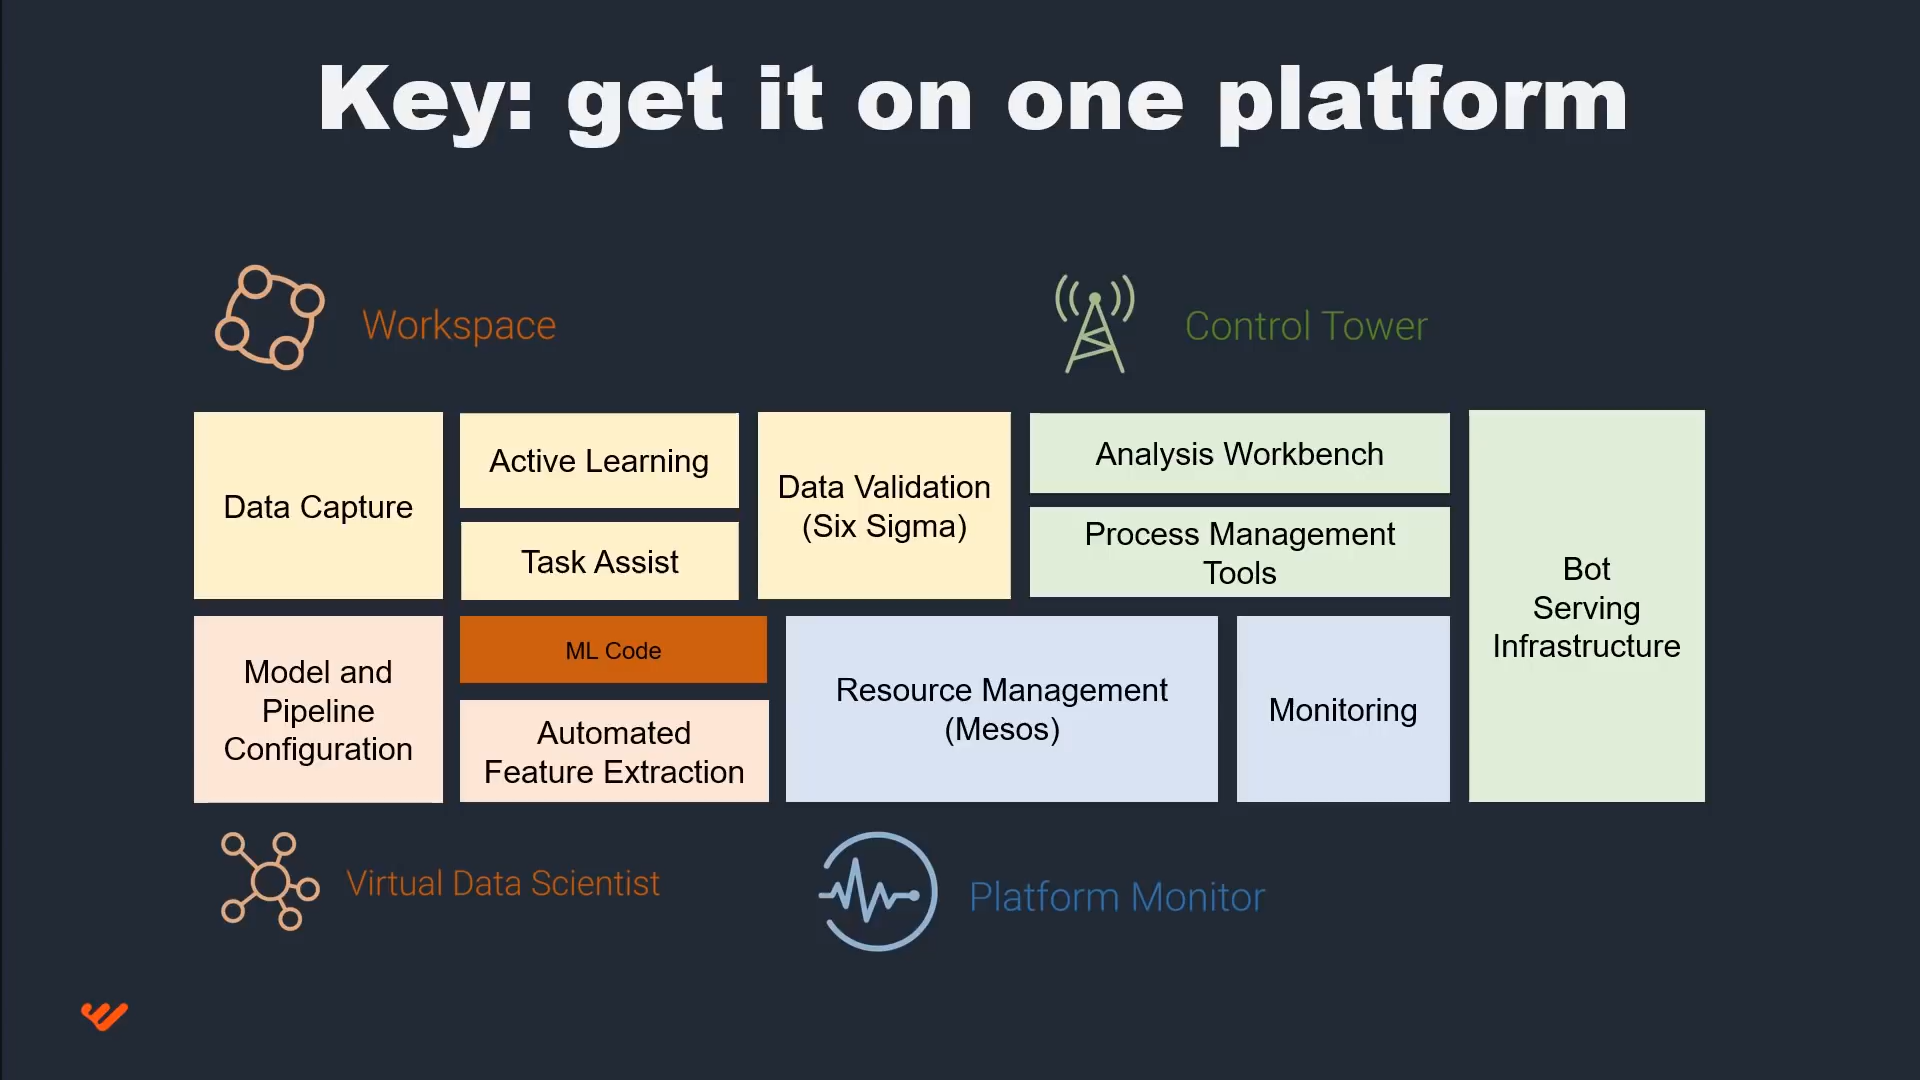 Key: get it on one platform
Workspace
Control Tower
Data Capture
Active Learning
Task Assist
Data Validation
(Six Sigma)
Analysis Workbench
Process Management
Tools
Bot
Serving
Infrastructure
Model and
Pipeline
Configuration
ML Code
Automated
Feature Extraction
Resource Management
(Mesos)
Monitoring
Virtual Data Scientist
Platform Monitor